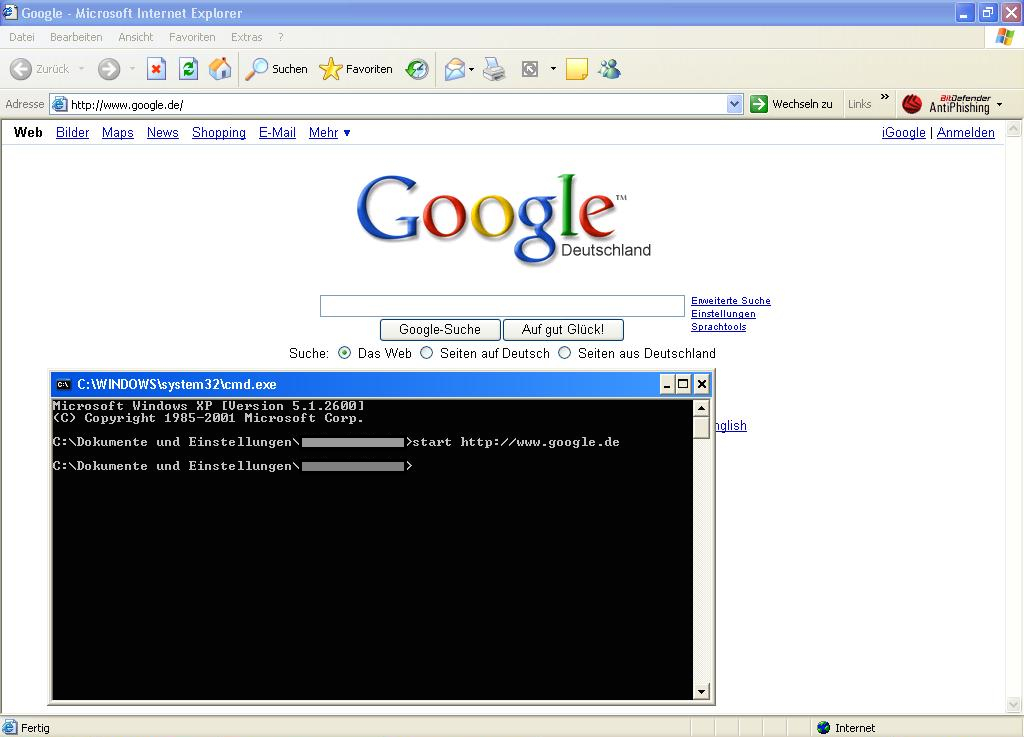 Google - Microsoft Internet Explorer
Datei Bearbeiten Ansicht Favoriten Extras ?
Zurück Suchen Favoriten
Adresse http://www.google.de/ Wechseln zu Links » BitDefender AntiPhishing
Web Bilder Maps News Shopping E-Mail Mehr ▼ iGoogle | Anmelden
Google™
Deutschland
Erweiterte Suche
Einstellungen
Sprachtools
Google-Suche Auf gut Glück!
Suche: Das Web Seiten auf Deutsch Seiten aus Deutschland
C:\WINDOWS\system32\cmd.exe
Microsoft Windows XP [Version 5.1.2600]
(C) Copyright 1985-2001 Microsoft Corp.
nglish
C:\Dokumente und Einstellungen\ >start http://www.google.de
C:\Dokumente und Einstellungen\ >
Fertig Internet